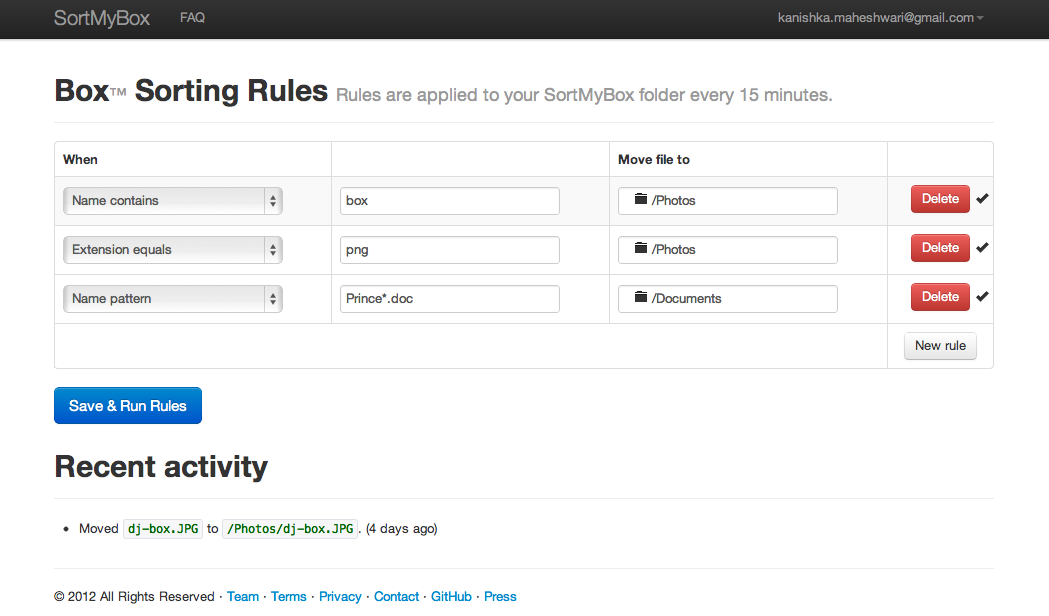 SortMyBox FAQ kanishka.maheshwari@gmail.com
Box™ Sorting Rules Rules are applied to your SortMyBox folder every 15 minutes.
When Move file to
Name contains box /Photos Delete
Extension equals png /Photos Delete
Name pattern Prince*.doc /Documents Delete
New rule
Save & Run Rules
Recent activity
• Moved dj-box.JPG to /Photos/dj-box.JPG. (4 days ago)
© 2012 All Rights Reserved · Team · Terms · Privacy · Contact · GitHub · Press